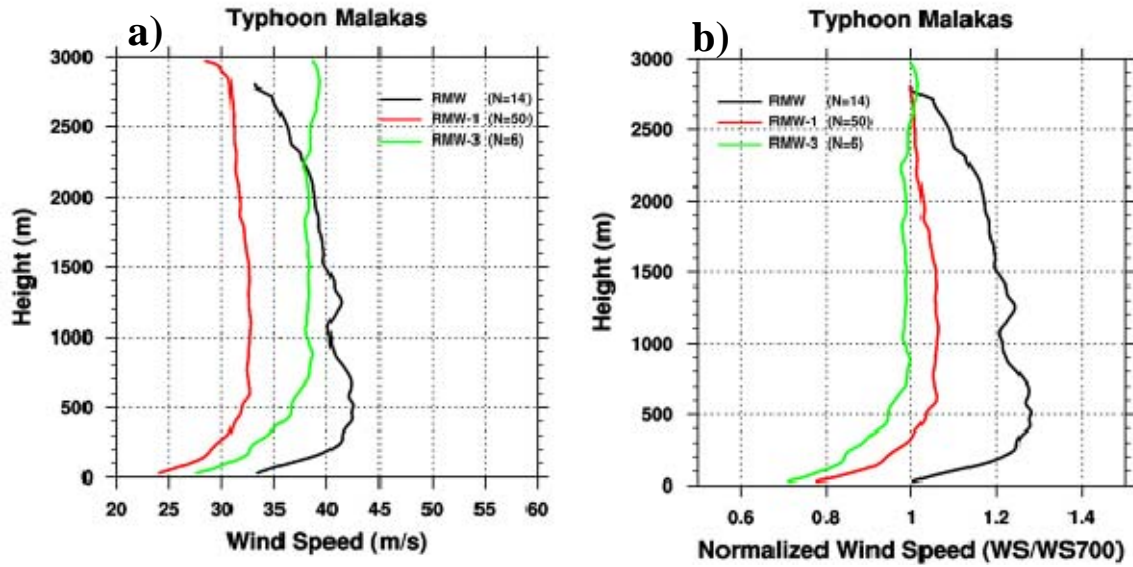 Typhoon Malakas
a)
3000
2500
2000
1500
1000
500
0
Height (m)
RMW (N=14)
RMW-1 (N=50)
RMW-3 (N=6)
20 25 30 35 40 45 50 55 60
Wind Speed (m/s)
Typhoon Malakas
b)
3000
2500
2000
1500
1000
500
0
Height (m)
RMW (N=14)
RMW-1 (N=50)
RMW-3 (N=6)
0.6 0.8 1 1.2 1.4
Normalized Wind Speed (WS/WS700)